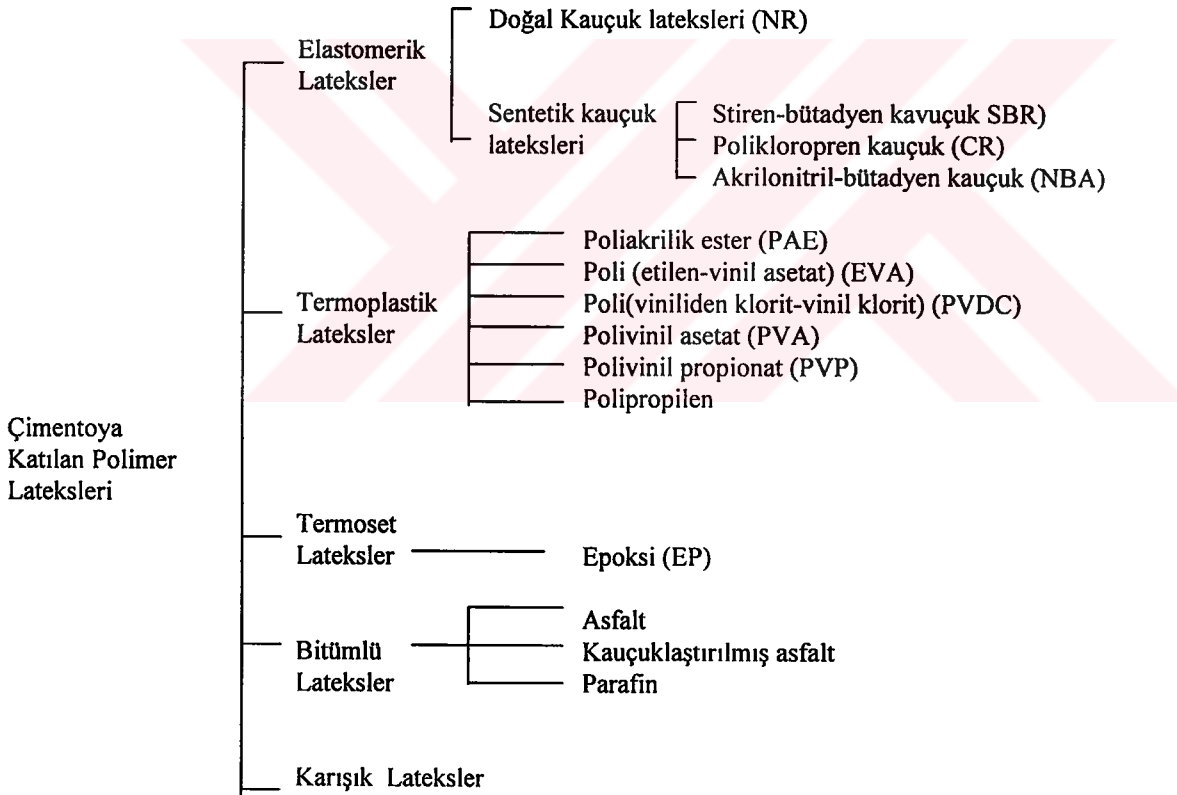 Doğal Kauçuk lateksleri (NR)
Elastomerik
Lateksler
Sentetik kauçuk
lateksleri
Stiren-bütadyen kavuçuk SBR)
Polikloropren kauçuk (CR)
Akrilonitril-bütadyen kauçuk (NBA)
Termoplastik
Lateksler
Poliakrilik ester (PAE)
Poli (etilen-vinil asetat) (EVA)
Poli(viniliden klorit-vinil klorit) (PVDC)
Polivinil asetat (PVA)
Polivinil propionat (PVP)
Polipropilen
Çimentoya
Katılan Polimer
Lateksleri
Termoset
Lateksler
Epoksi (EP)
Bitümlü
Lateksler
Asfalt
Kauçuklaştırılmış asfalt
Parafin
Karışık Lateksler